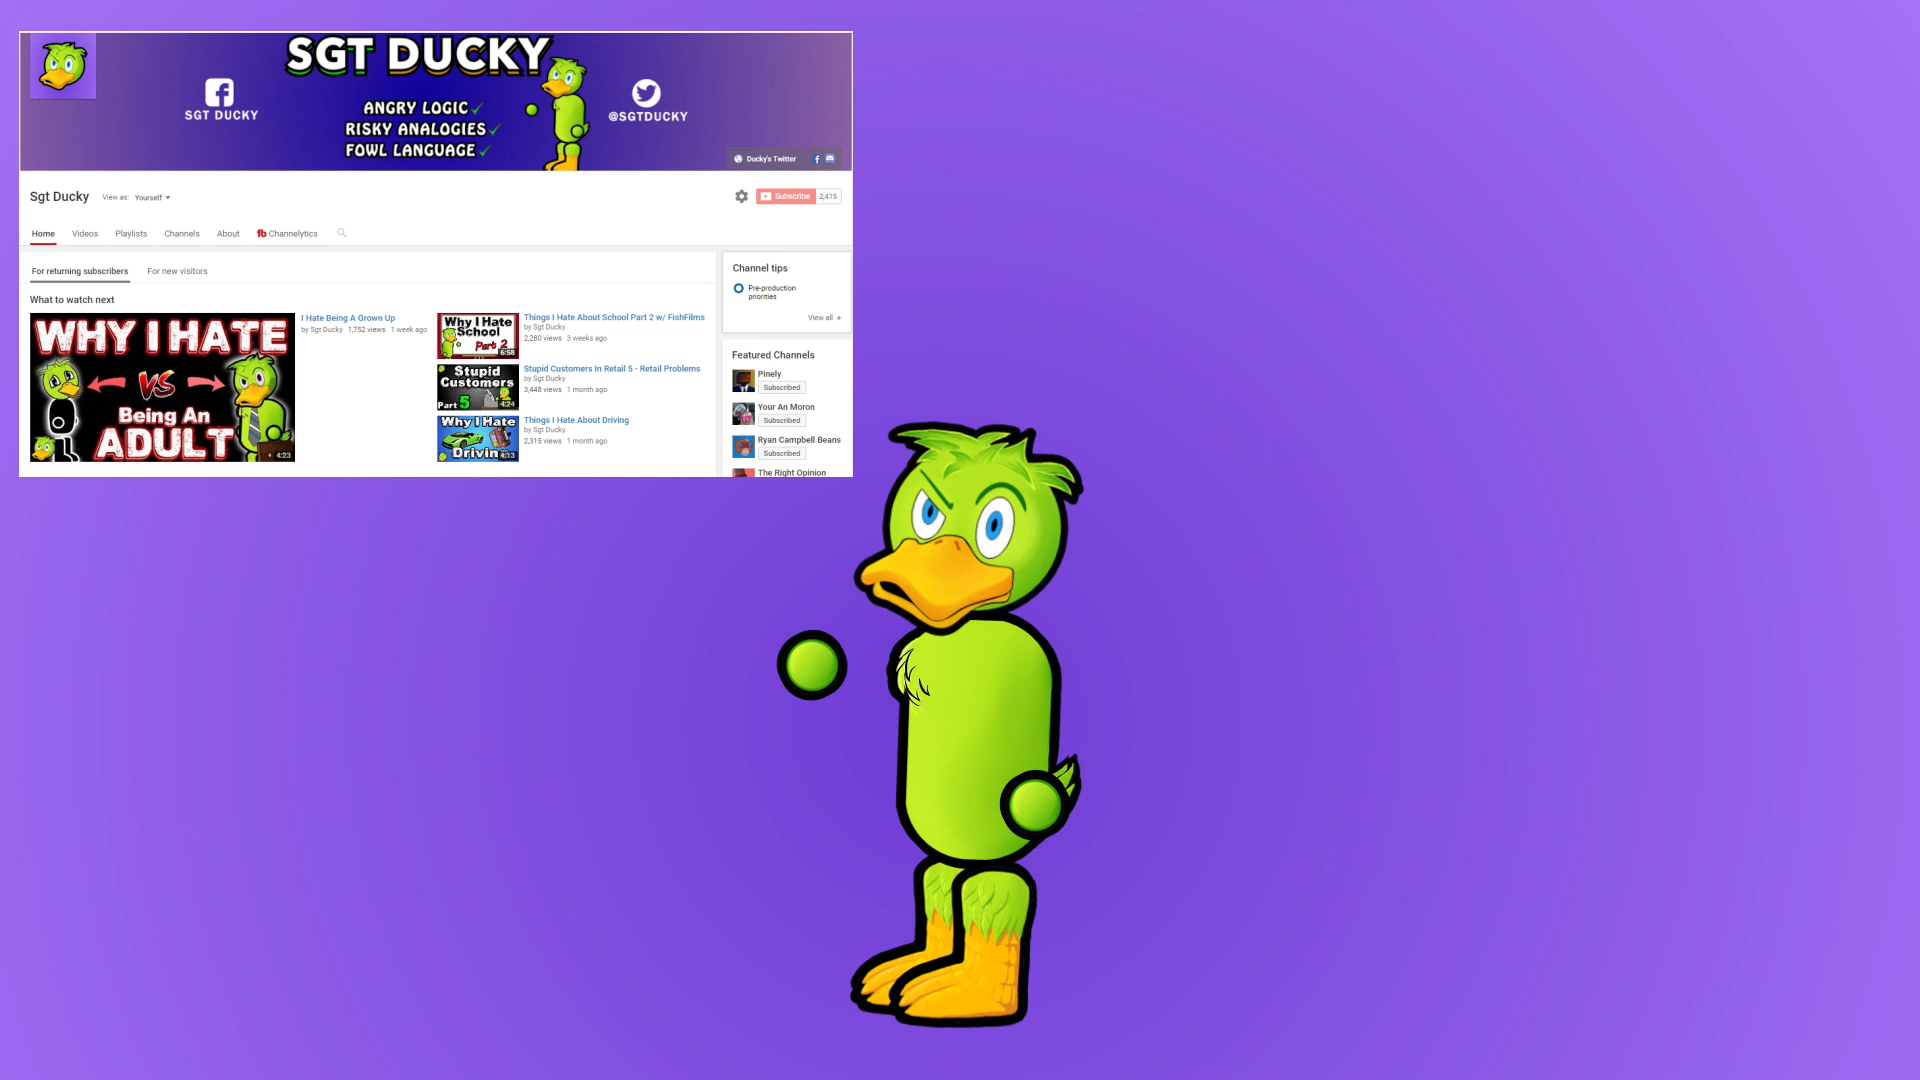 SGT DUCKY
SGT DUCKY
ANGRY LOGIC
RISKY ANALOGIES
FOWL LANGUAGE
@SGTDUCKY
Ducky's Twitter
Sgt Ducky View as: Yourself
Subscribe 2,415
Home Videos Playlists Channels About tb Channelytics
For returning subscribers For new visitors
What to watch next
WHY I HATE
VS
Being An
ADULT
4:23
I Hate Being A Grown Up
by Sgt Ducky 1,752 views 1 week ago
Why I Hate
School
Part 2
6:58
Things I Hate About School Part 2 w/ FishFilms
by Sgt Ducky
2,280 views 3 weeks ago
Stupid
Customers
Part 5
4:24
Stupid Customers In Retail 5 - Retail Problems
by Sgt Ducky
3,448 views 1 month ago
Why I Hate
Drivin
4:13
Things I Hate About Driving
by Sgt Ducky
2,315 views 1 month ago
Channel tips
Pre-production
priorities
View all »
Featured Channels
Pinely
Subscribed
Your An Moron
Subscribed
Ryan Campbell Beans
Subscribed
The Right Opinion